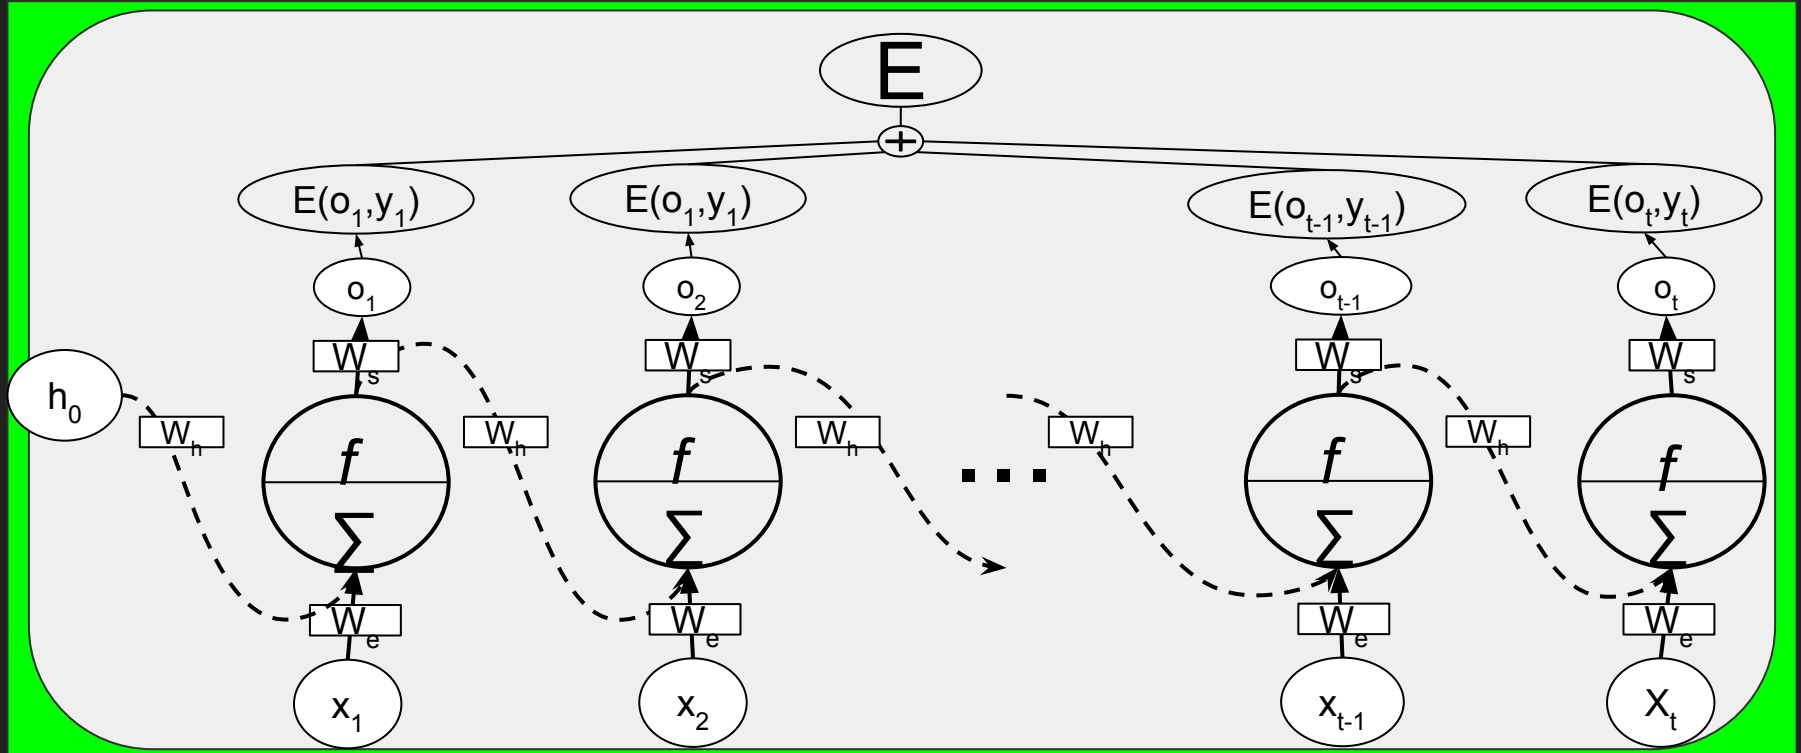 E
+
E(o₁,y₁) E(o₁,y₁) E(oₜ₋₁,yₜ₋₁) E(oₜ,yₜ)
o₁ o₂ oₜ₋₁ oₜ
Wₛ Wₛ Wₛ Wₛ
h₀
Wₕ Wₕ Wₕ Wₕ Wₕ
f f f f
...
∑ ∑ ∑ ∑
Wₑ Wₑ Wₑ Wₑ
x₁ x₂ xₜ₋₁ Xₜ